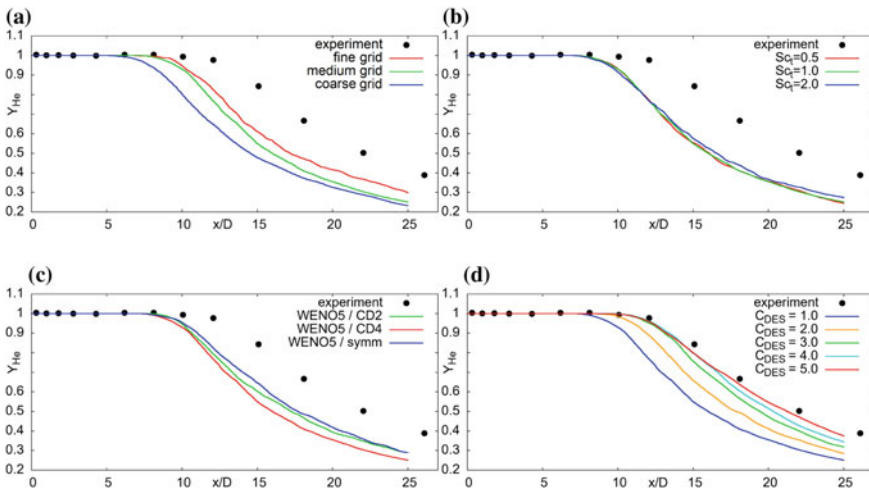 (a)
1.1
1
0.9
0.7
0.6
0.5
0.4
0.3
0.2
Y_He
experiment
fine grid
medium grid
coarse grid
0 5 10 x/D 15 20 25
(b)
1.1
1
0.9
0.7
0.6
0.5
0.4
0.3
0.2
Y_He
experiment
Sc_t=0.5
Sc_t=1.0
Sc_t=2.0
0 5 10 x/D 15 20 25
(c)
1.1
1
0.9
0.7
0.6
0.5
0.4
0.3
0.2
Y_He
experiment
WENO5 / CD2
WENO5 / CD4
WENO5 / symm
0 5 10 x/D 15 20 25
(d)
1.1
1
0.9
0.7
0.6
0.5
0.4
0.3
0.2
Y_He
experiment
C_DES = 1.0
C_DES = 2.0
C_DES = 3.0
C_DES = 4.0
C_DES = 5.0
0 5 10 x/D 15 20 25